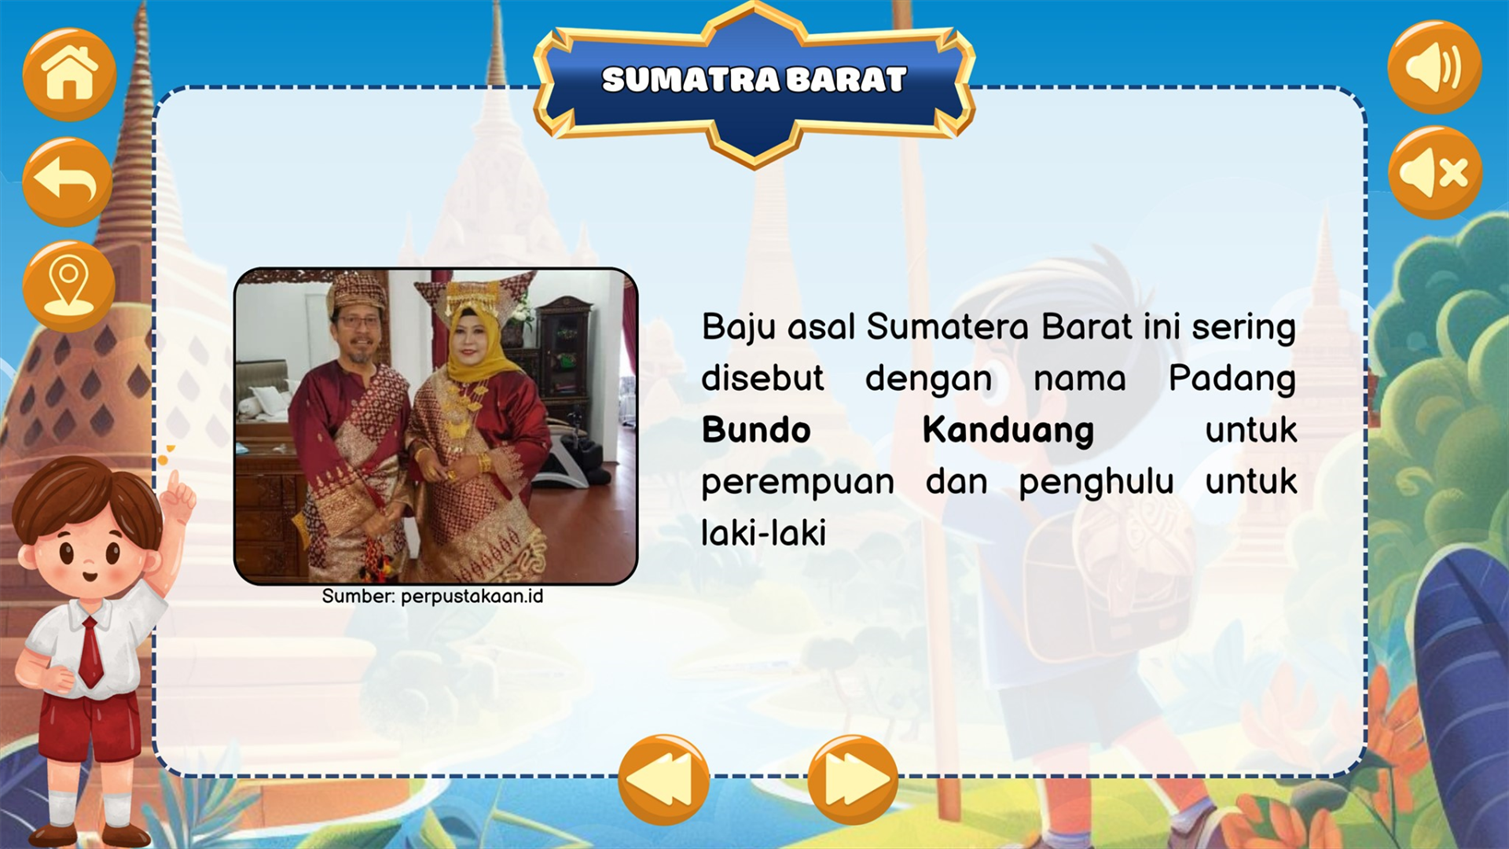 SUMATRA BARAT
Baju asal Sumatera Barat ini sering
disebut dengan nama Padang
Bundo Kanduang untuk
perempuan dan penghulu untuk
laki-laki
Sumber: perpustakaan.id